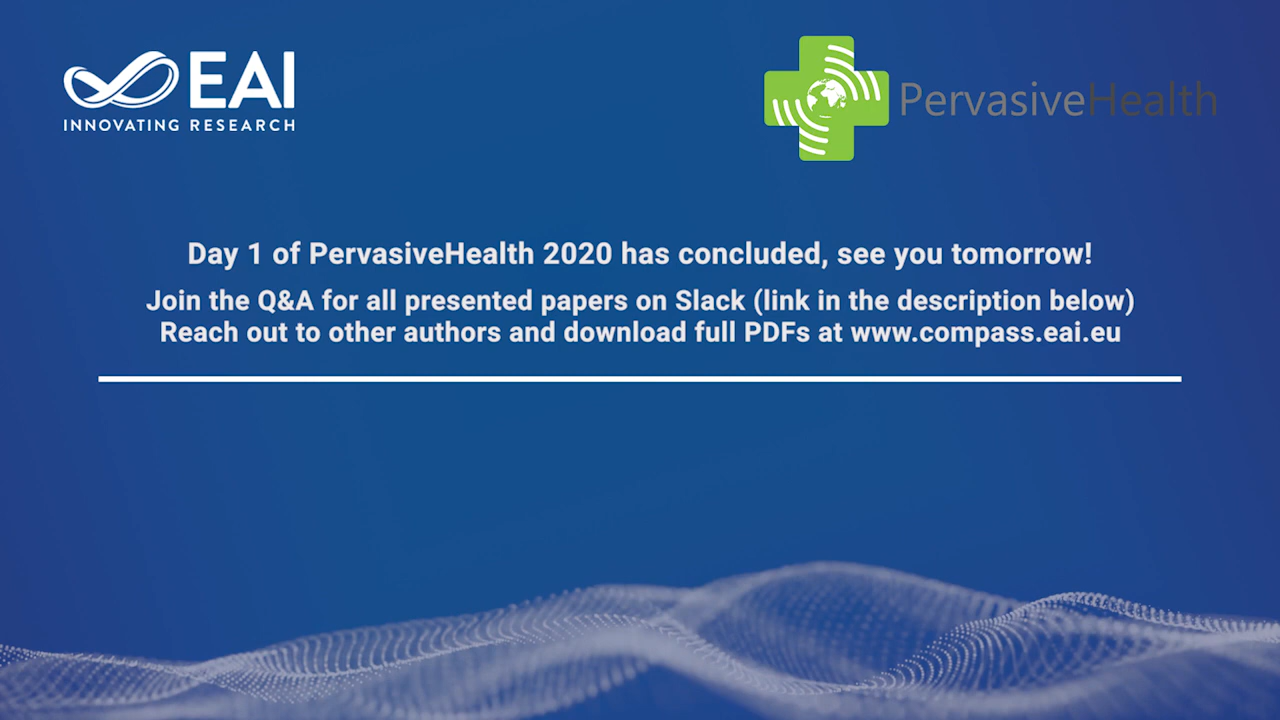 EAI
INNOVATING RESEARCH
PervasiveHealth
Day 1 of PervasiveHealth 2020 has concluded, see you tomorrow!
Join the Q&A for all presented papers on Slack (link in the description below)
Reach out to other authors and download full PDFs at www.compass.eai.eu